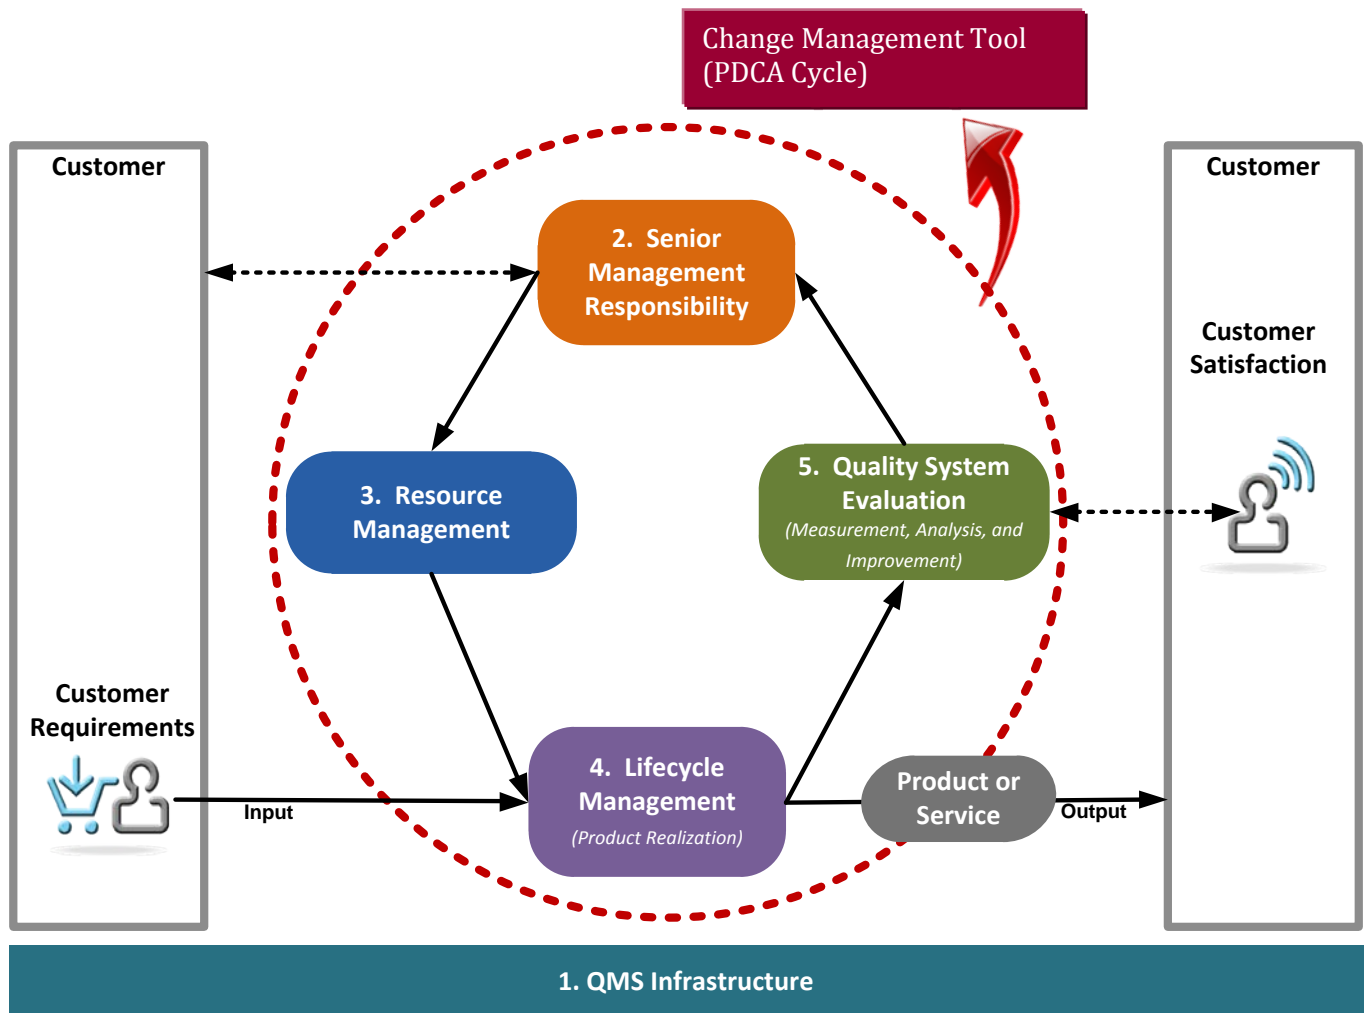 Change Management Tool
(PDCA Cycle)
Customer
Customer
2. Senior
Management
Responsibility
Customer
Satisfaction
3. Resource
Management
5. Quality System
Evaluation
(Measurement, Analysis, and
Improvement)
Customer
Requirements
Input
4. Lifecycle
Management
(Product Realization)
Product or
Service
Output
1. QMS Infrastructure